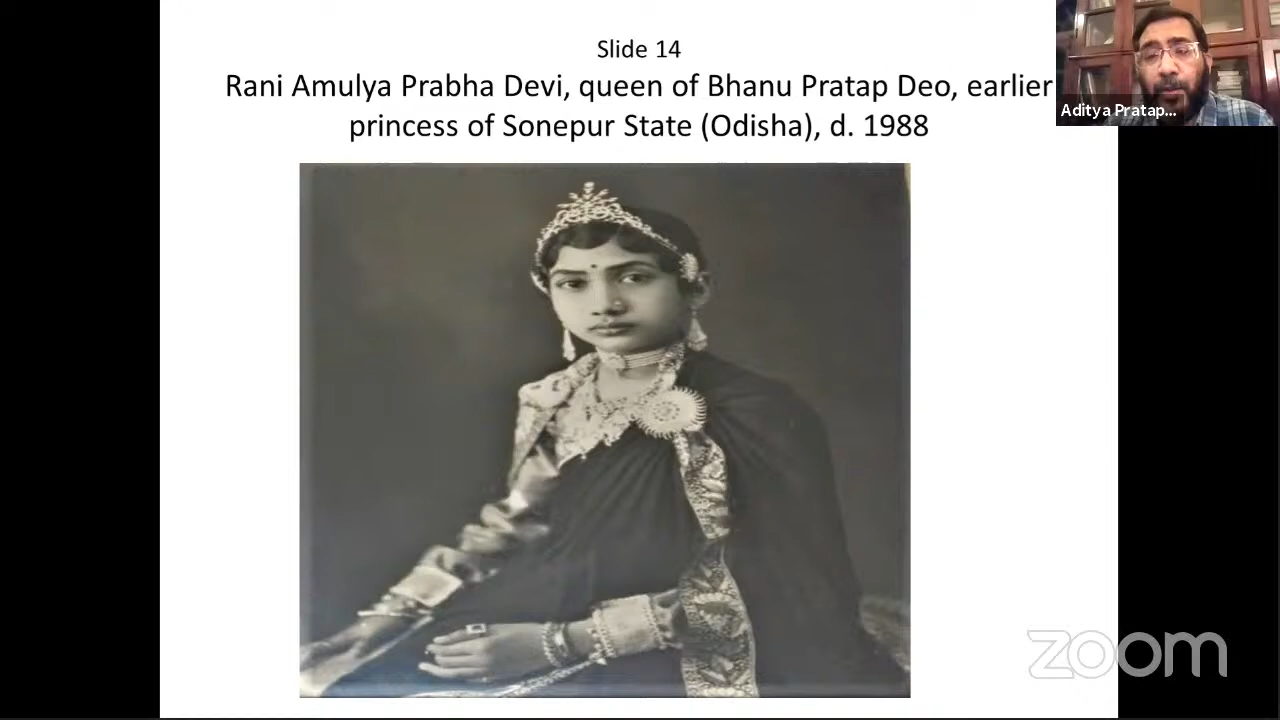 Slide 14
Rani Amulya Prabha Devi, queen of Bhanu Pratap Deo, earlier
princess of Sonepur State (Odisha), d. 1988
Aditya Pratap...
zoom